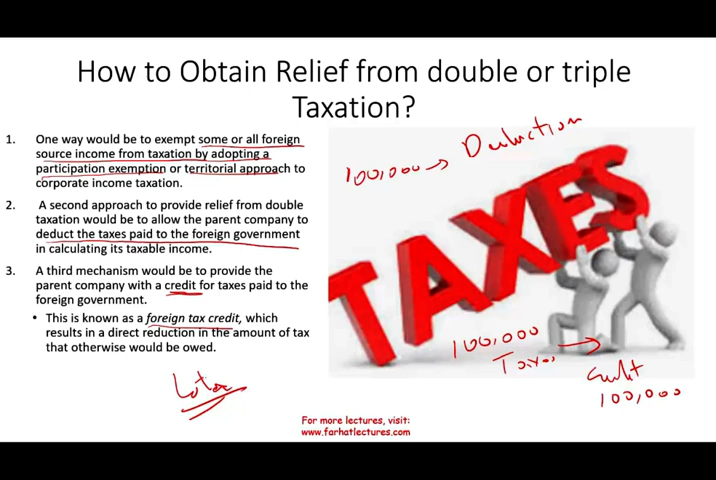 How to Obtain Relief from double or triple
Taxation?
1. One way would be to exempt some or all foreign
source income from taxation by adopting a
participation exemption or territorial approach to
corporate income taxation.
2. A second approach to provide relief from double
taxation would be to allow the parent company to
deduct the taxes paid to the foreign government
in calculating its taxable income.
3. A third mechanism would be to provide the
parent company with a credit for taxes paid to the
foreign government.
• This is known as a foreign tax credit, which
results in a direct reduction in the amount of tax
that otherwise would be owed.
100,000 → Deduction
TAXES
100,000
Taxes →
Credit
100,000
Later
For more lectures, visit:
www.farhatlectures.com